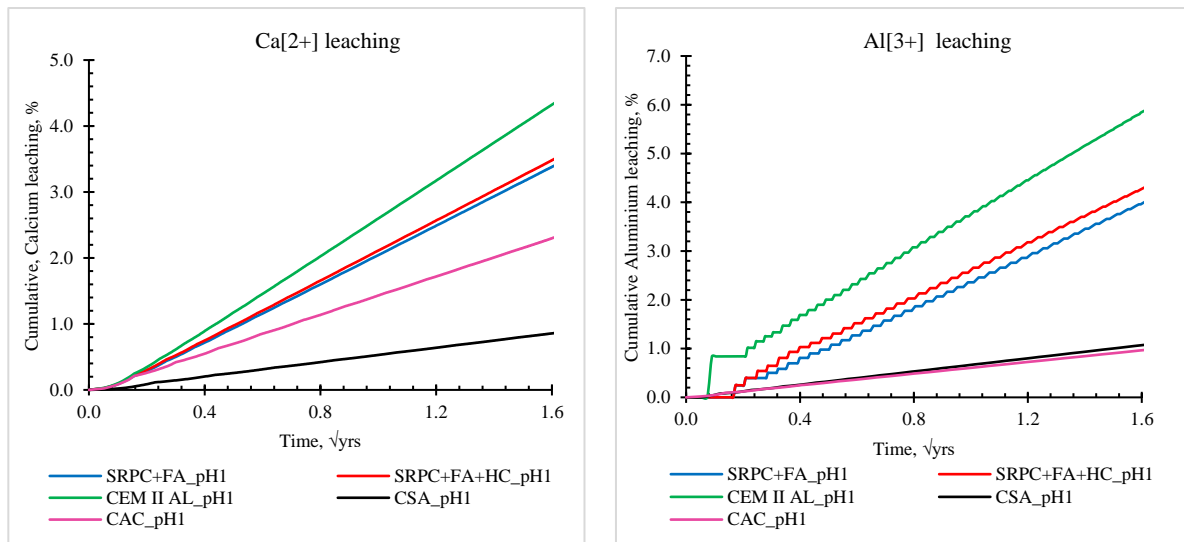 Ca[2+] leaching
5.0
4.0
3.0
2.0
1.0
0.0
Cumulative, Calcium leaching, %
0.0 0.4 0.8 1.2 1.6
Time, √yrs
SRPC+FA_pH1 SRPC+FA+HC_pH1
CEM II AL_pH1 CSA_pH1
CAC_pH1
Al[3+] leaching
7.0
6.0
5.0
4.0
3.0
2.0
1.0
0.0
Cumulative Aluminium leaching, %
0.0 0.4 0.8 1.2 1.6
Time, √yrs
SRPC+FA_pH1 SRPC+FA+HC_pH1
CEM II AL_pH1 CSA_pH1
CAC_pH1